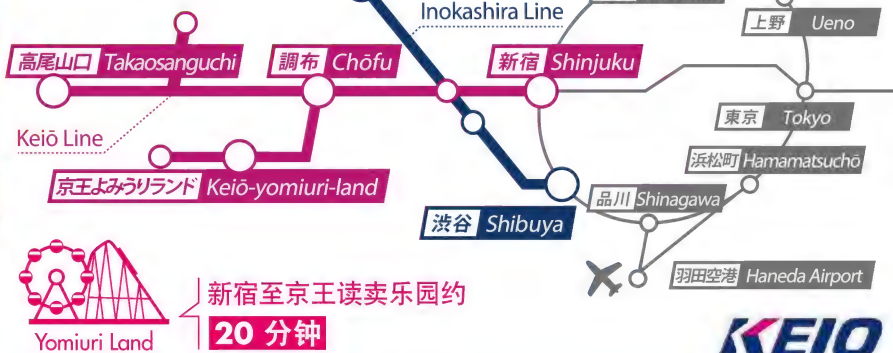 Inokashira Line
上野 Ueno
高尾山口 Takaosanguchi
調布 Chōfu
新宿 Shinjuku
東京 Tokyo
Keiō Line
浜松町 Hamamatsuchō
京王よみうりランド Keiō-yomiuri-land
品川 Shinagawa
渋谷 Shibuya
羽田空港 Haneda Airport
新宿至京王读卖乐园约
20 分钟
Yomiuri Land
KEIO